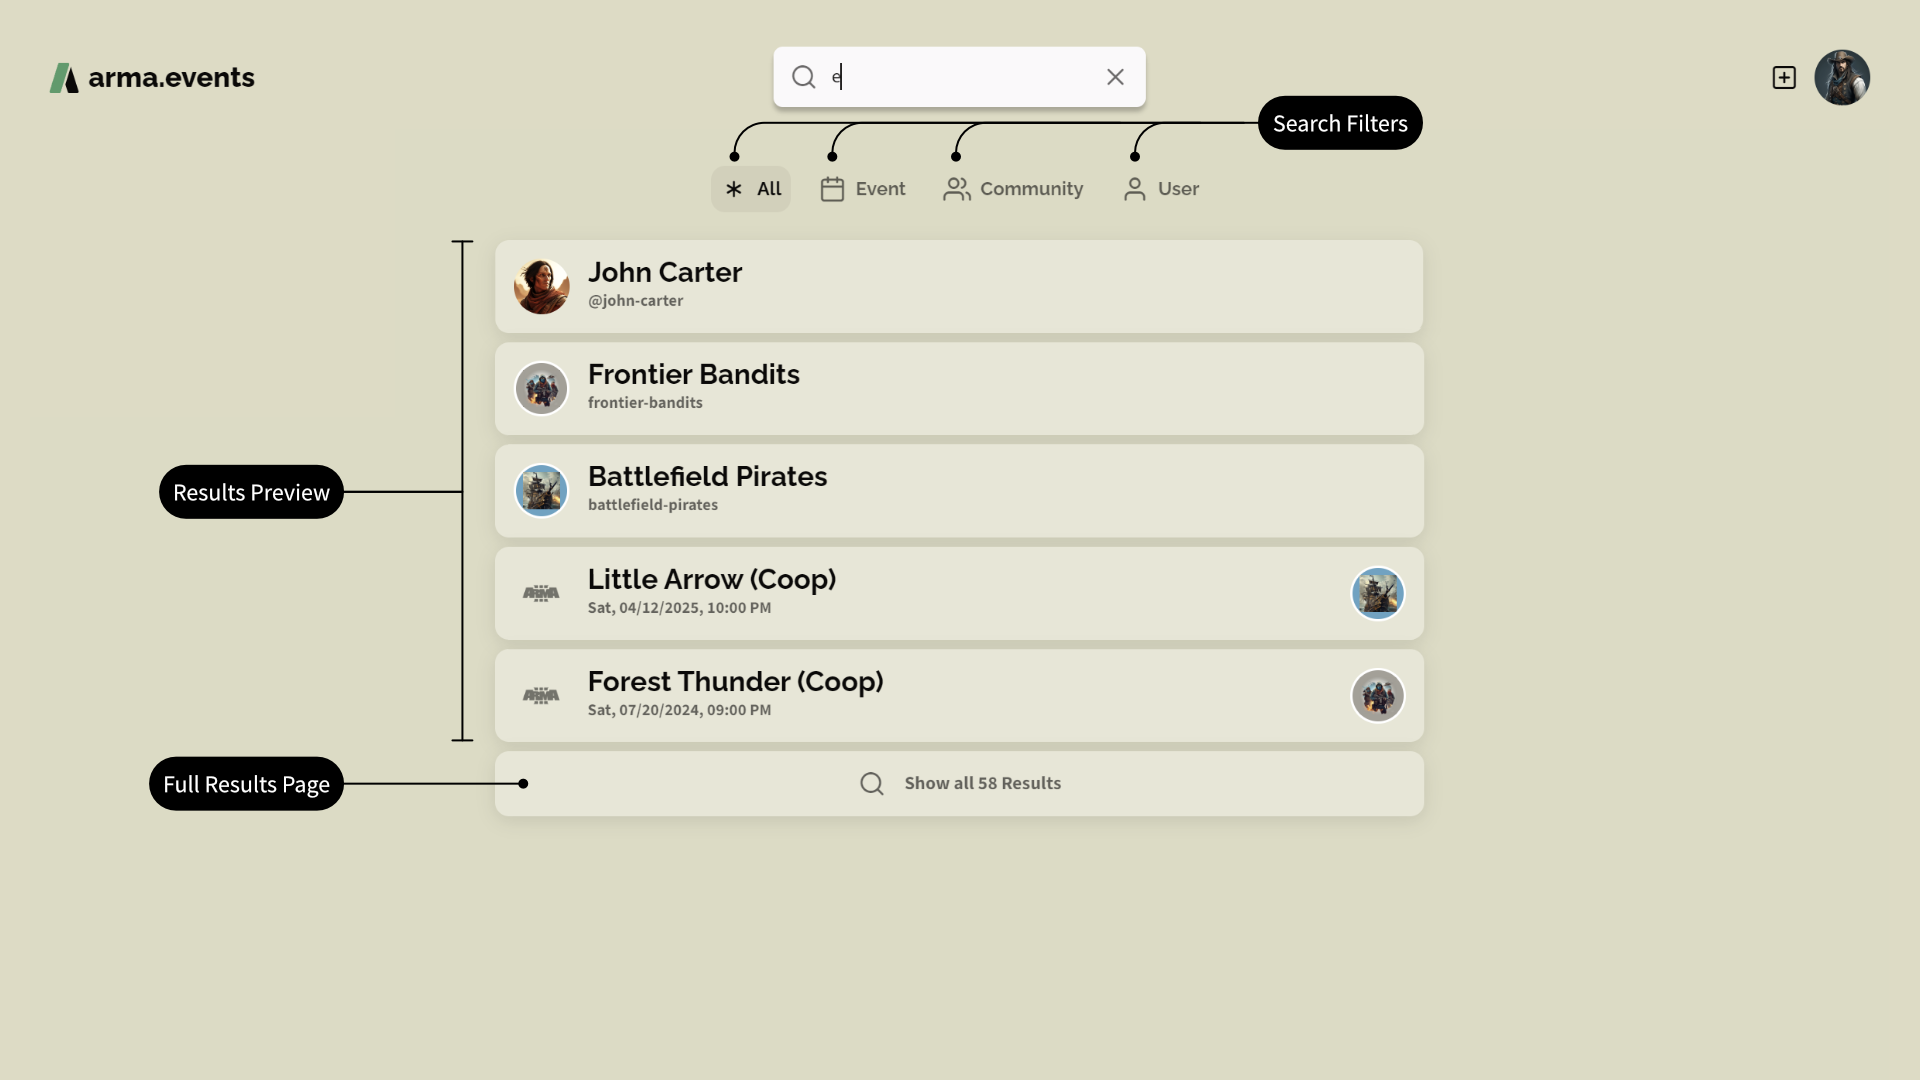 arma.events
e
Search Filters
All
Event
Community
User
John Carter
@john-carter
Frontier Bandits
frontier-bandits
Results Preview
Battlefield Pirates
battlefield-pirates
ARMA
Little Arrow (Coop)
Sat, 04/12/2025, 10:00 PM
ARMA
Forest Thunder (Coop)
Sat, 07/20/2024, 09:00 PM
Full Results Page
Show all 58 Results